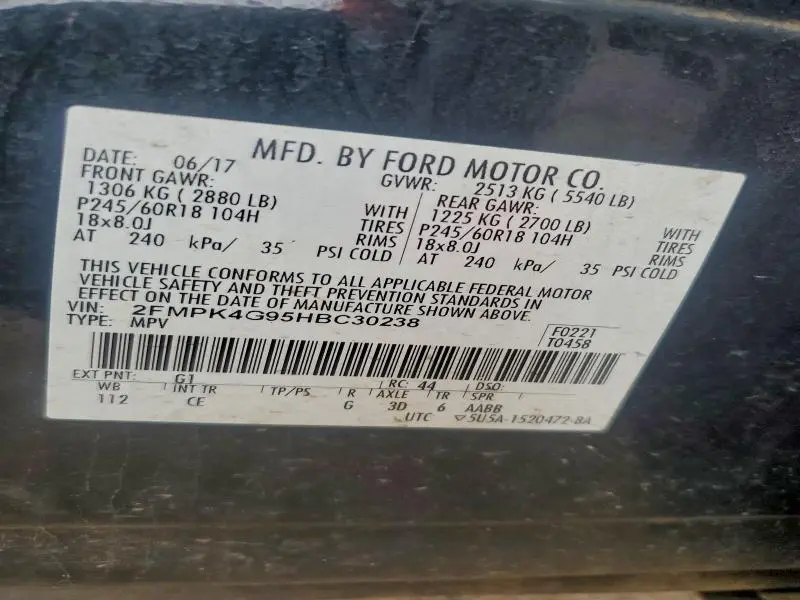 MFD. BY FORD MOTOR CO.
DATE: 06/17 GVWR: 2513 KG ( 5540 LB)
FRONT GAWR: REAR GAWR:
1306 KG ( 2880 LB) WITH 1225 KG ( 2700 LB) WITH
P245/60R18 104H TIRES P245/60R18 104H TIRES
18x8.0J RIMS 18x8.0J RIMS
AT 240 kPa/ 35 PSI COLD AT 240 kPa/ 35 PSI COLD
THIS VEHICLE CONFORMS TO ALL APPLICABLE FEDERAL MOTOR
VEHICLE SAFETY AND THEFT PREVENTION STANDARDS IN
EFFECT ON THE DATE OF MANUFACTURE SHOWN ABOVE.
VIN: 2FMPK4G95HBC30238 F0221
TYPE: MPV T0458
EXT PNT: G1 RC: 44 DSO:
WB INT TR TP/PS R AXLE TR SPR
112 CE G 3D 6 AABB
UTC 5U5A-1520472-BA